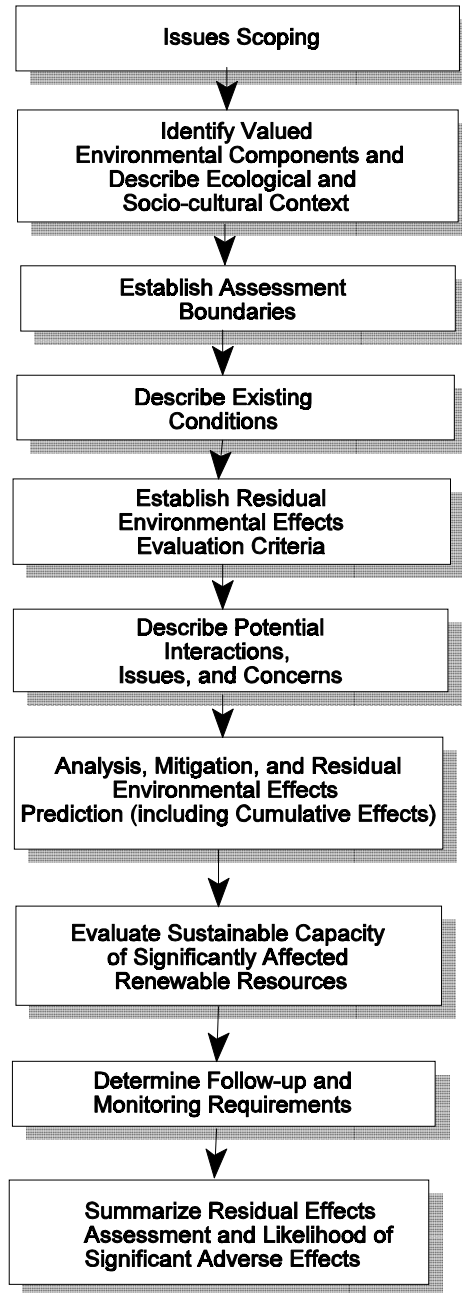 Issues Scoping
Identify Valued
Environmental Components and
Describe Ecological and
Socio-cultural Context
Establish Assessment
Boundaries
Describe Existing
Conditions
Establish Residual
Environmental Effects
Evaluation Criteria
Describe Potential
Interactions,
Issues, and Concerns
Analysis, Mitigation, and Residual
Environmental Effects
Prediction (including Cumulative Effects)
Evaluate Sustainable Capacity
of Significantly Affected
Renewable Resources
Determine Follow-up and
Monitoring Requirements
Summarize Residual Effects
Assessment and Likelihood of
Significant Adverse Effects